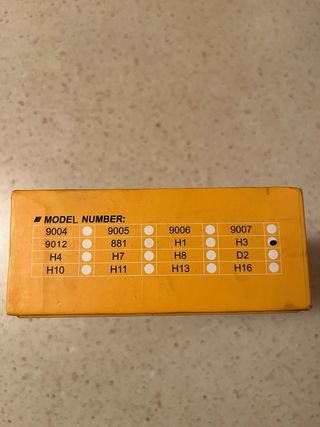 MODEL NUMBER:
9004 9005 9006 9007
9012 881 H1 H3
H4 H7 H8 D2
H10 H11 H13 H16